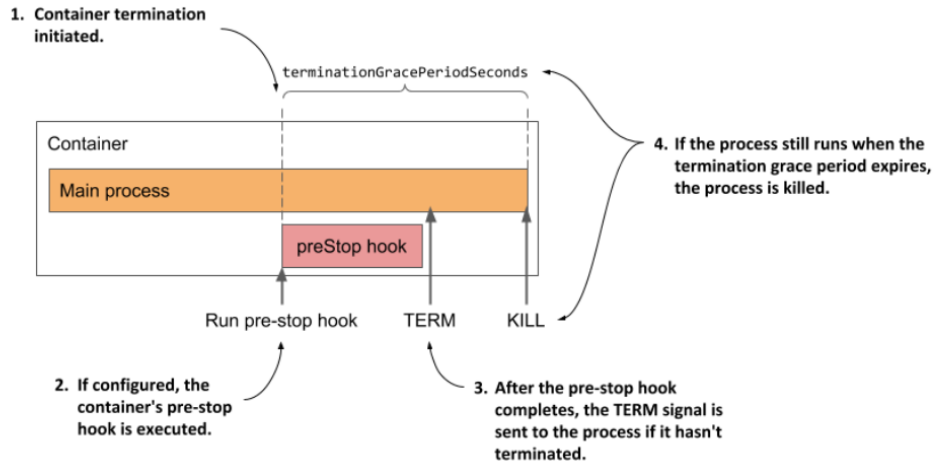 1. Container termination
initiated.
terminationGracePeriodSeconds
Container
Main process
preStop hook
4. If the process still runs when the
termination grace period expires,
the process is killed.
Run pre-stop hook
TERM
KILL
2. If configured, the
container's pre-stop
hook is executed.
3. After the pre-stop hook
completes, the TERM signal is
sent to the process if it hasn't
terminated.